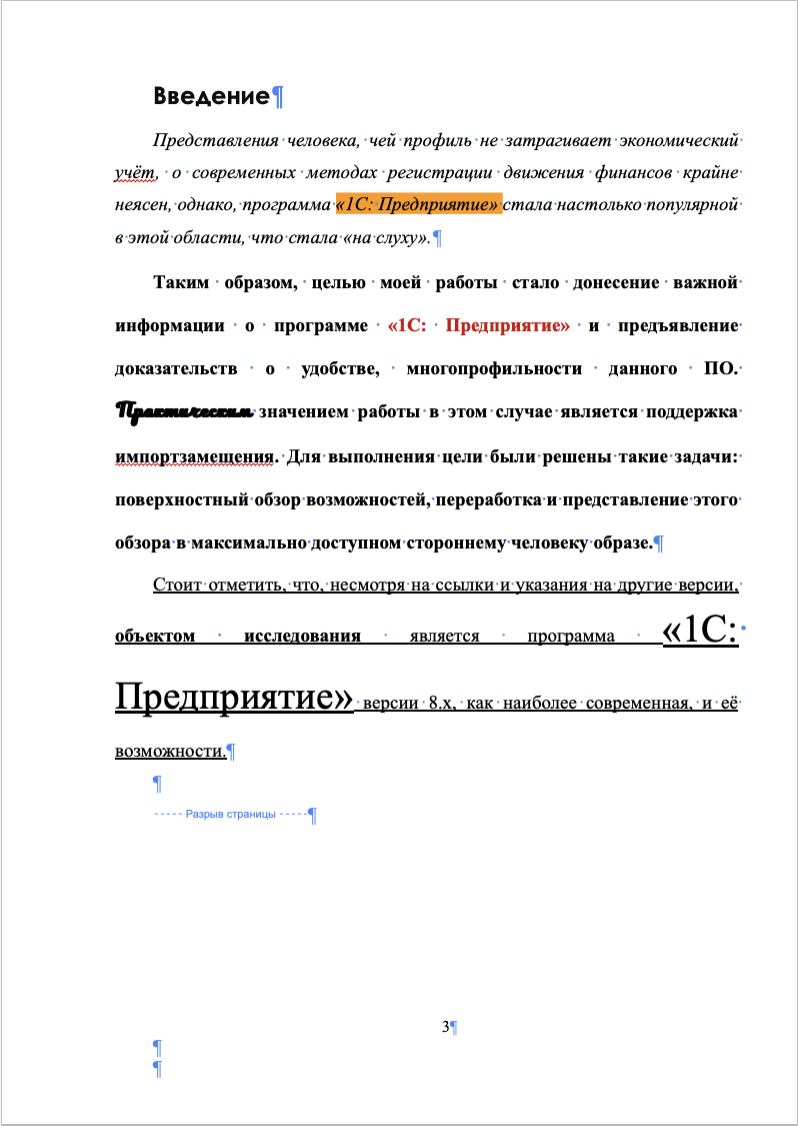 Введение¶
Представления человека, чей профиль не затрагивает экономический
учёт, о современных методах регистрации движения финансов крайне
неясен, однако, программа «1С: Предприятие» стала настолько популярной
в этой области, что стала «на слуху».¶
Таким образом, целью моей работы стало донесение важной
информации о программе «1С: Предприятие» и предъявление
доказательств о удобстве, многопрофильности данного ПО.
Практическим значением работы в этом случае является поддержка
импортзамещения. Для выполнения цели были решены такие задачи:
поверхностный обзор возможностей, переработка и представление этого
обзора в максимально доступном стороннему человеку образе.¶
Стоит отметить, что, несмотря на ссылки и указания на другие версии,
объектом исследования является программа «1С:
Предприятие» версии 8.х, как наиболее современная, и её
возможности.¶
¶
Разрыв страницы ¶
3¶
¶
¶